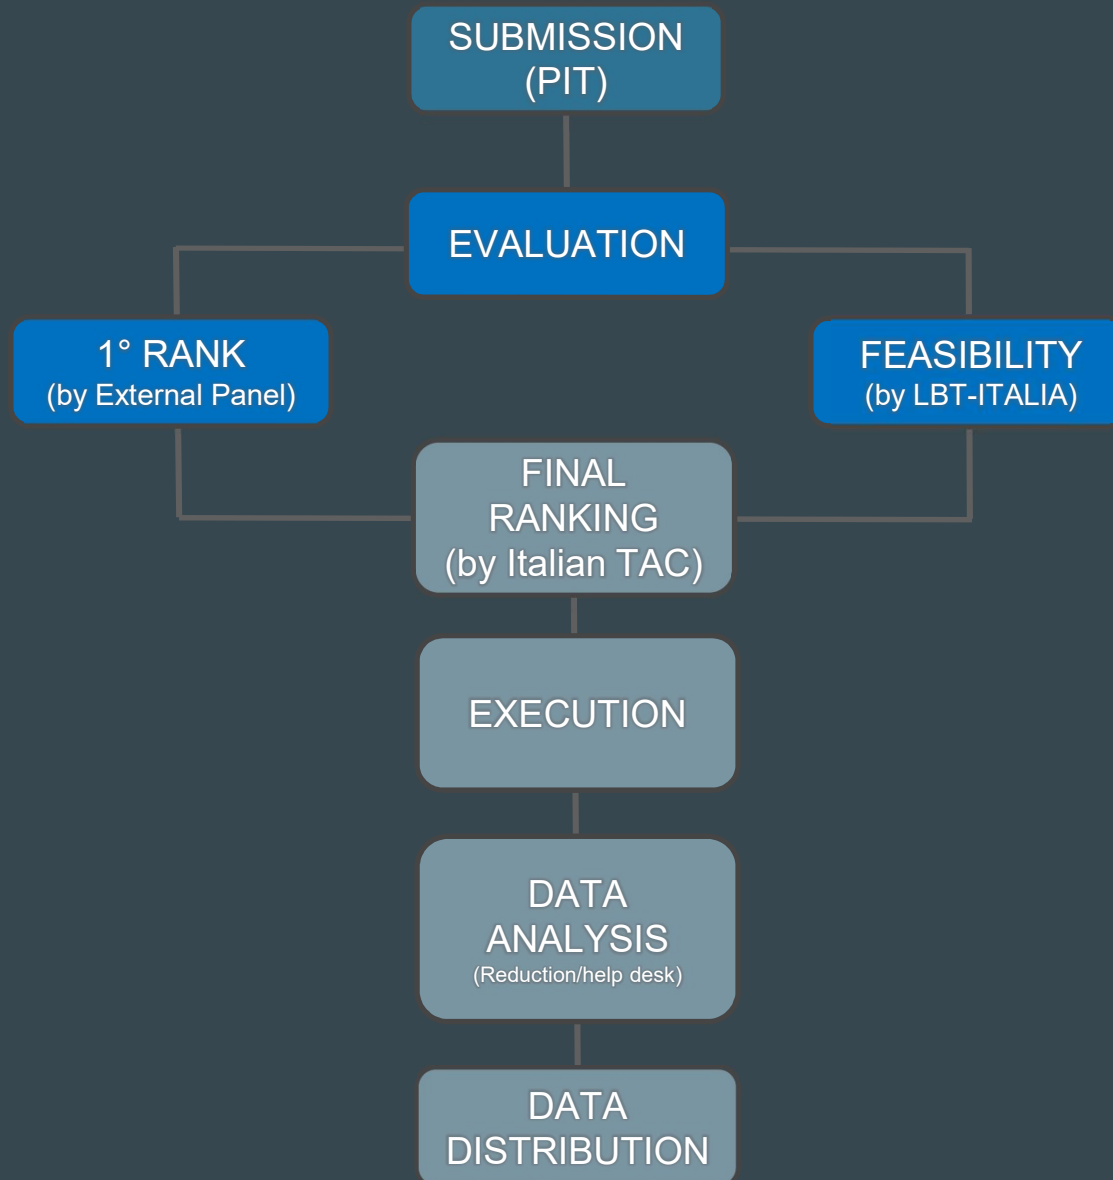 SUBMISSION
(PIT)
EVALUATION
1° RANK
(by External Panel)
FEASIBILITY
(by LBT-ITALIA)
FINAL
RANKING
(by Italian TAC)
EXECUTION
DATA
ANALYSIS
(Reduction/help desk)
DATA
DISTRIBUTION